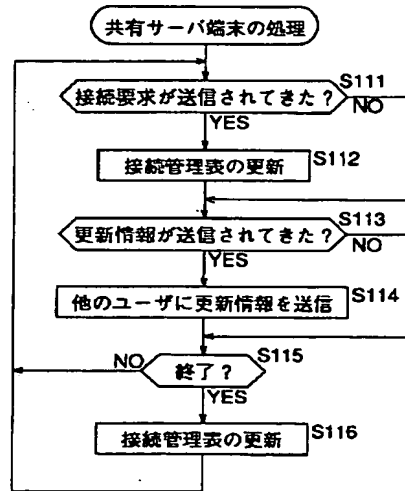 共有サーバ端末の処理
接続要求が送信されてきた?
S111
NO
YES
接続管理表の更新
S112
更新情報が送信されてきた?
S113
NO
YES
他のユーザに更新情報を送信
S114
終了?
S115
NO
YES
接続管理表の更新
S116